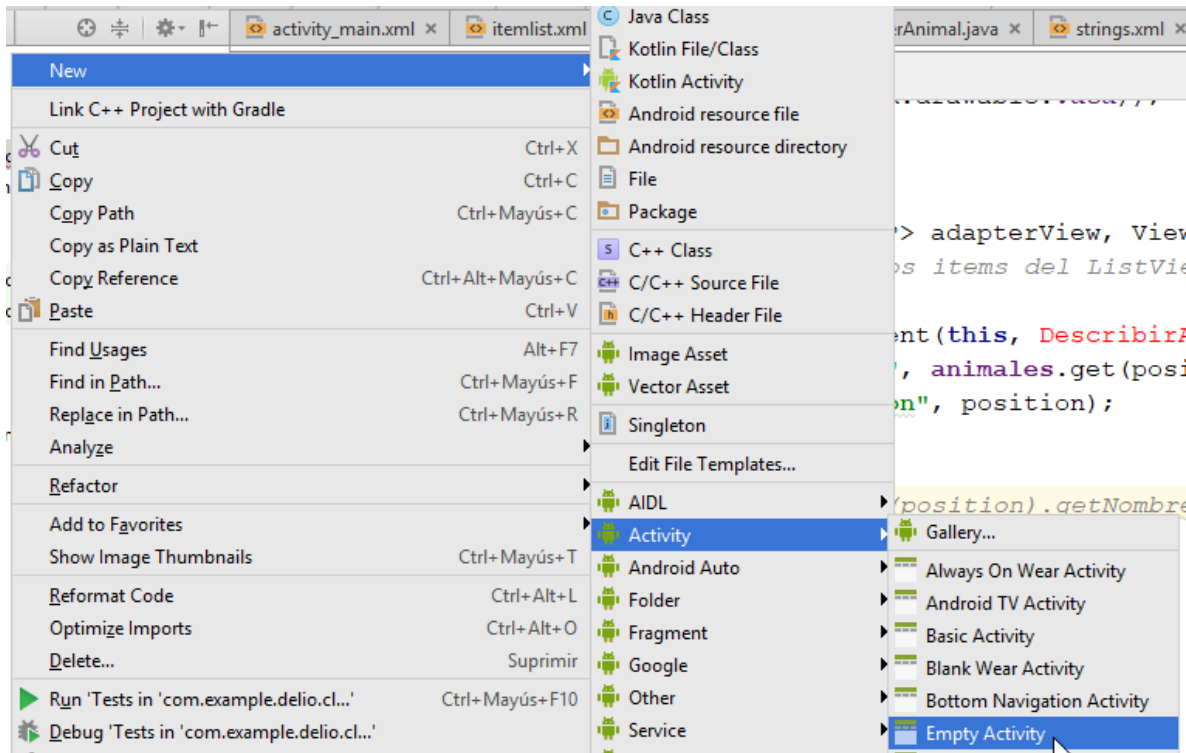 activity_main.xml
itemlist.xml
erAnimal.java
strings.xml
New
Link C++ Project with Gradle
Cut Ctrl+X
Copy Ctrl+C
Copy Path Ctrl+Mayús+C
Copy as Plain Text
Copy Reference Ctrl+Alt+Mayús+C
Paste Ctrl+V
Find Usages Alt+F7
Find in Path... Ctrl+Mayús+F
Replace in Path... Ctrl+Mayús+R
Analyze
Refactor
Add to Favorites
Show Image Thumbnails Ctrl+Mayús+T
Reformat Code Ctrl+Alt+L
Optimize Imports Ctrl+Alt+O
Delete... Suprimir
Run 'Tests in 'com.example.delio.cl...' Ctrl+Mayús+F10
Debug 'Tests in 'com.example.delio.cl...'
Java Class
Kotlin File/Class
Kotlin Activity
Android resource file
Android resource directory
File
Package
C++ Class
C/C++ Source File
C/C++ Header File
Image Asset
Vector Asset
Singleton
Edit File Templates...
AIDL
Activity
Android Auto
Folder
Fragment
Google
Other
Service
Gallery...
Always On Wear Activity
Android TV Activity
Basic Activity
Blank Wear Activity
Bottom Navigation Activity
Empty Activity
> adapterView, View
os items del ListVie
ent(this, DescribirA
", animales.get(posi
on", position);
(position).getNombre